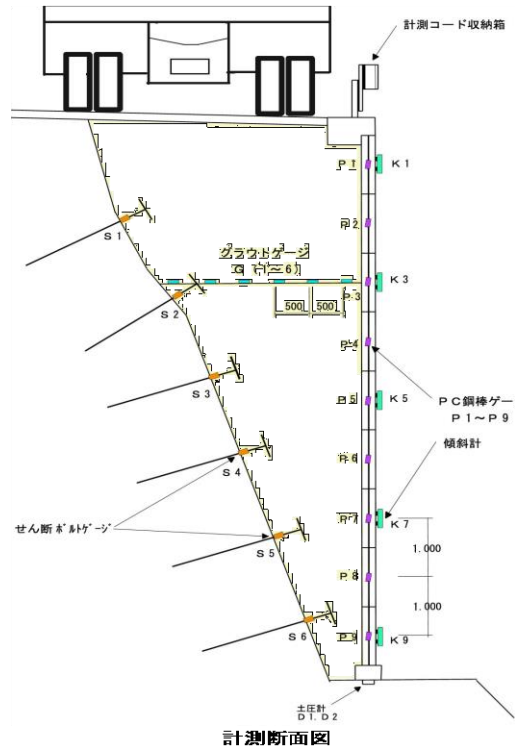 計測コード収納箱
P1
K1
P2
S1
グラウトゲージ
G 1(1～6)
K3
P3
S2
500
500
P4
S3
P5
K5
PC鋼棒ゲー
P1～P9
S4
P6
傾斜計
せん断ボルトゲージ
P7
K7
S5
1.000
P8
1.000
S6
P9
K9
土圧計
D1.D2
計測断面図